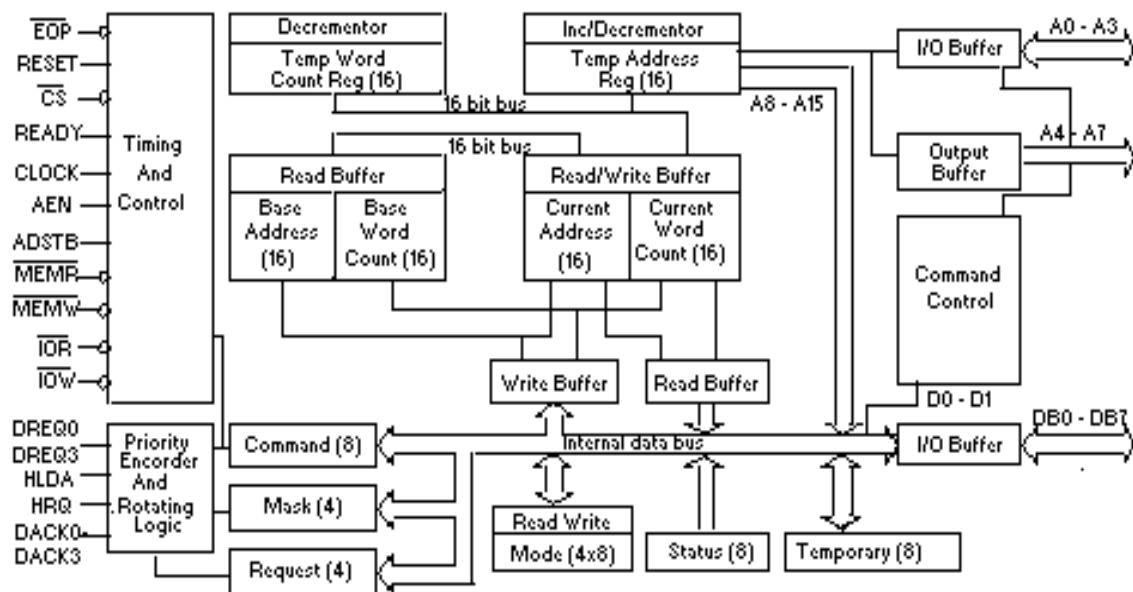 EOP
RESET
CS
READY
CLOCK
AEN
ADSTB
MEMR
MEMW
IOR
IOW
Timing
And
Control
Decrementor
Temp Word
Count Reg (16)
Inc/Decrementor
Temp Address
Reg (16)
16 bit bus
16 bit bus
A8 - A15
I/O Buffer
A0 - A3
A4 - A7
Output
Buffer
Read Buffer
Base
Address
(16)
Base
Word
Count (16)
Read/Write Buffer
Current
Address
(16)
Current
Word
Count (16)
Command
Control
Write Buffer
Read Buffer
D0 - D1
DREQ0
DREQ3
HLDA
HRQ
DACK0
DACK3
Priority
Encorder
And
Rotating
Logic
Command (8)
Mask (4)
Request (4)
Internal data bus
I/O Buffer
DB0 - DB7
Read Write
Mode (4x8)
Status (8)
Temporary (8)